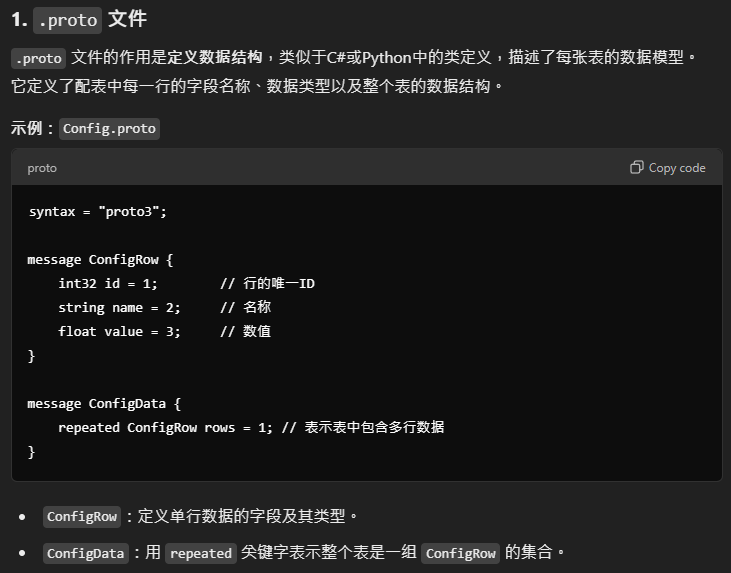 1. .proto 文件
.proto 文件的作用是定义数据结构，类似于C#或Python中的类定义，描述了每张表的数据模型。
它定义了配表中每一行的字段名称、数据类型以及整个表的数据结构。
示例：Config.proto
proto Copy code
syntax = "proto3";
message ConfigRow {
int32 id = 1; // 行的唯一ID
string name = 2; // 名称
float value = 3; // 数值
}
message ConfigData {
repeated ConfigRow rows = 1; // 表示表中包含多行数据
}
• ConfigRow：定义单行数据的字段及其类型。
• ConfigData：用 repeated 关键字表示整个表是一组 ConfigRow 的集合。